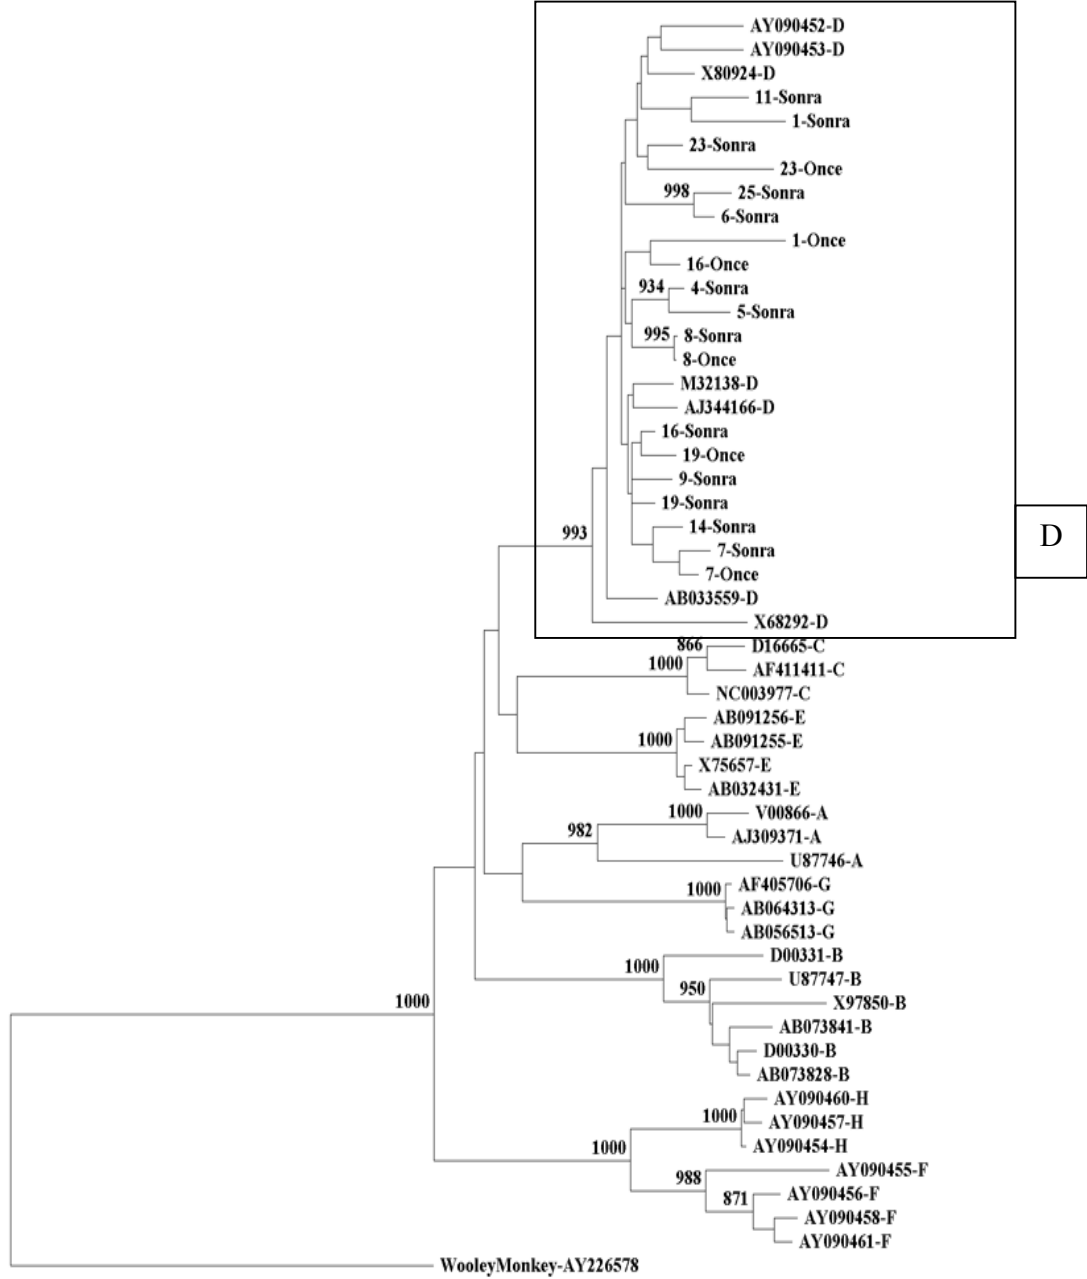 AY090452-D
AY090453-D
X80924-D
11-Sonra
1-Sonra
23-Sonra
23-Once
998
25-Sonra
6-Sonra
1-Once
16-Once
934
4-Sonra
5-Sonra
995
8-Sonra
8-Once
M32138-D
AJ344166-D
16-Sonra
19-Once
9-Sonra
19-Sonra
14-Sonra
993
D
7-Sonra
7-Once
AB033559-D
X68292-D
866
D16665-C
1000
AF411411-C
NC003977-C
AB091256-E
1000
AB091255-E
X75657-E
AB032431-E
1000
V00866-A
982
AJ309371-A
U87746-A
1000
AF405706-G
AB064313-G
AB056513-G
D00331-B
1000
U87747-B
950
1000
X97850-B
AB073841-B
D00330-B
AB073828-B
AY090460-H
1000
AY090457-H
1000
AY090454-H
AY090455-F
988
AY090456-F
871
AY090458-F
AY090461-F
WooleyMonkey-AY226578